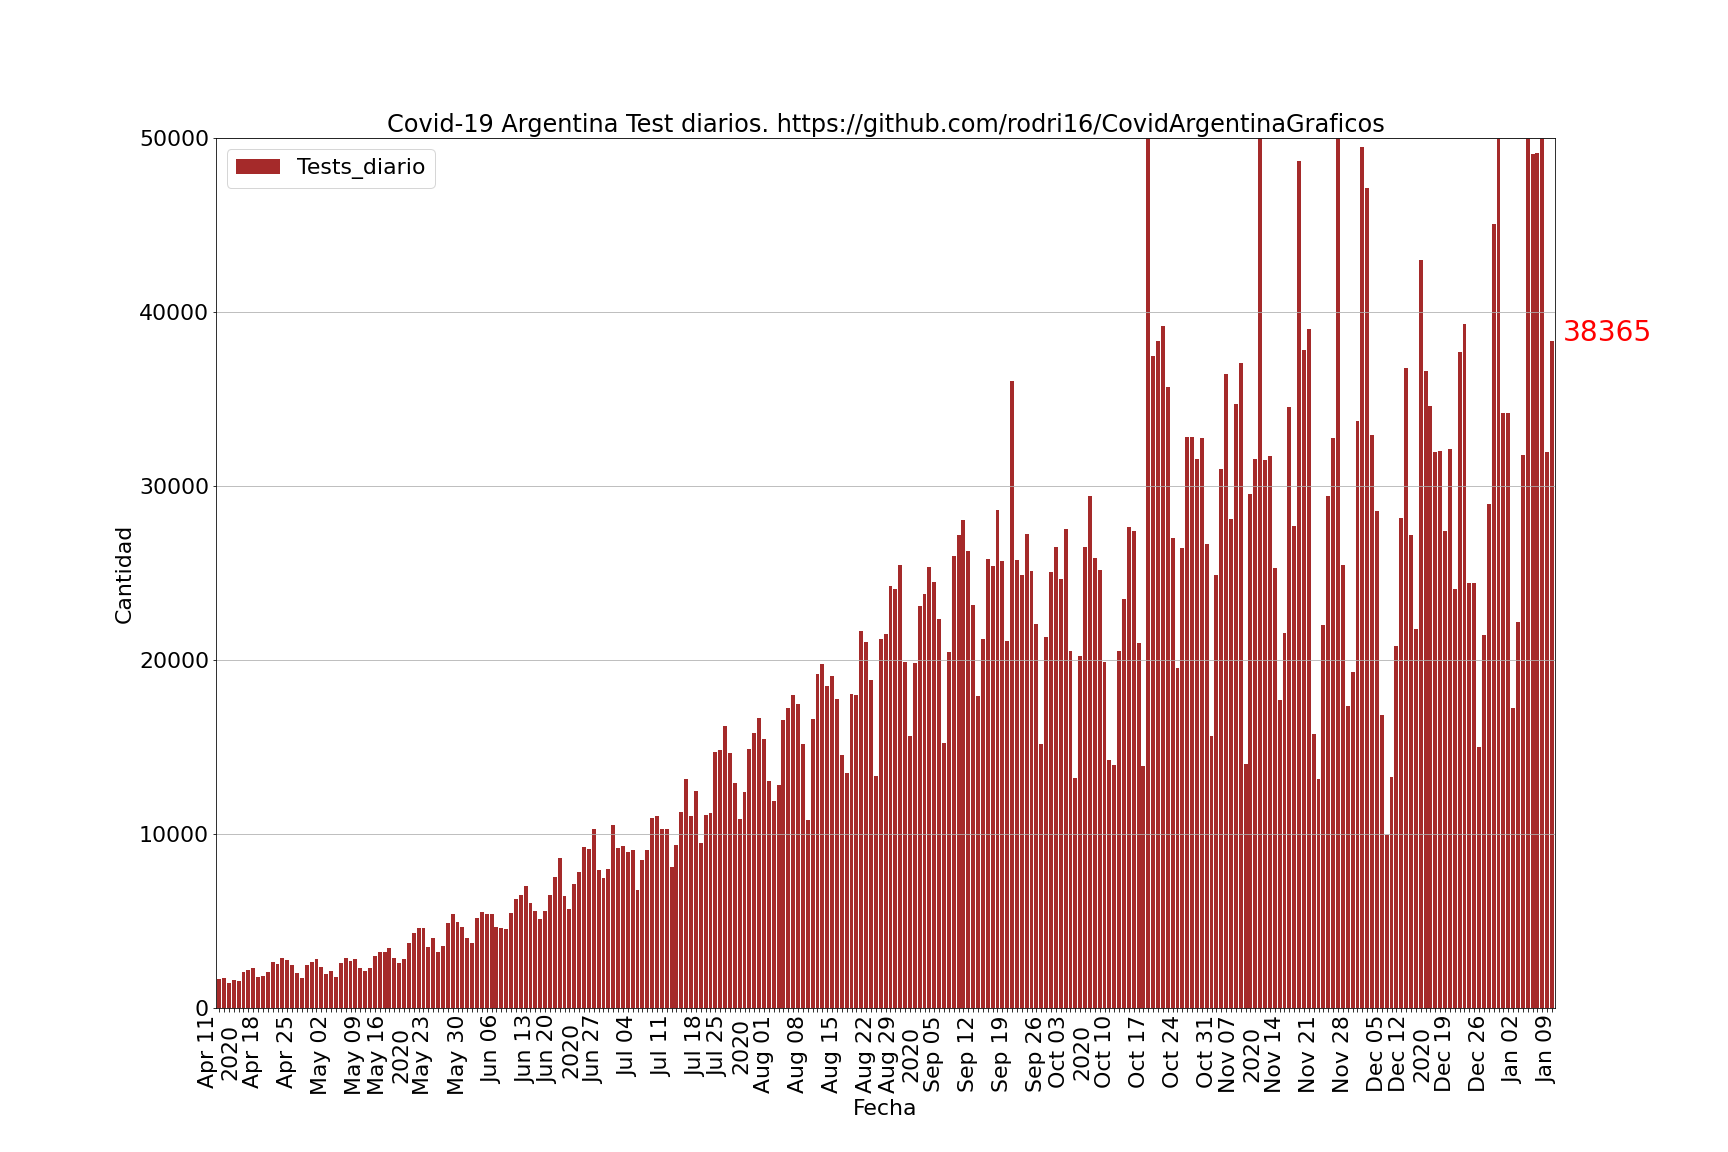 Covid-19 Argentina Test diarios. https://github.com/rodri16/CovidArgentinaGraficos
Tests_diario
50000
40000
30000
20000
10000
0
Cantidad
38365
Apr 11
2020
Apr 18
Apr 25
May 02
May 09
May 16
2020
May 23
May 30
Jun 06
Jun 13
Jun 20
2020
Jun 27
Jul 04
Jul 11
Jul 18
Jul 25
2020
Aug 01
Aug 08
Aug 15
Aug 22
Aug 29
2020
Sep 05
Sep 12
Sep 19
Sep 26
Oct 03
2020
Oct 10
Oct 17
Oct 24
Oct 31
Nov 07
2020
Nov 14
Nov 21
Nov 28
Dec 05
Dec 12
2020
Dec 19
Dec 26
Jan 02
Jan 09
Fecha